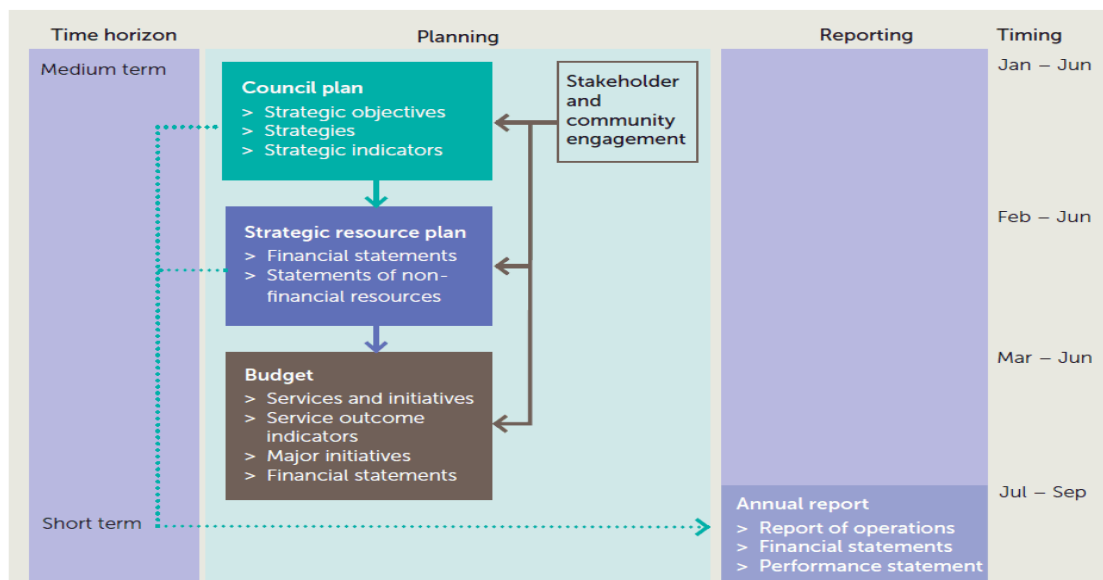 Time horizon
Planning
Reporting
Timing
Medium term
Jan – Jun
Council plan
> Strategic objectives
> Strategies
> Strategic indicators
Stakeholder
and
community
engagement
Feb – Jun
Strategic resource plan
> Financial statements
> Statements of non-
financial resources
Mar – Jun
Budget
> Services and initiatives
> Service outcome
indicators
> Major initiatives
> Financial statements
Jul – Sep
Short term
Annual report
> Report of operations
> Financial statements
> Performance statement